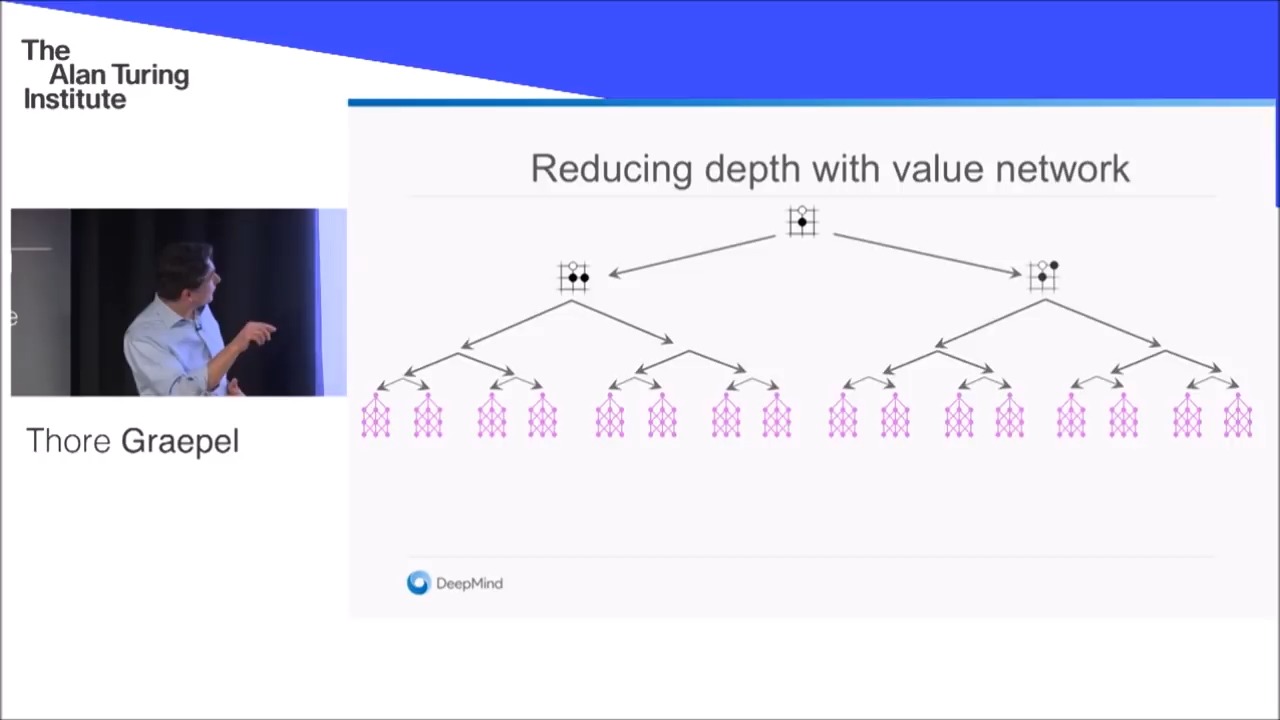 The
Alan Turing
Institute
Reducing depth with value network
e
Thore Graepel
DeepMind